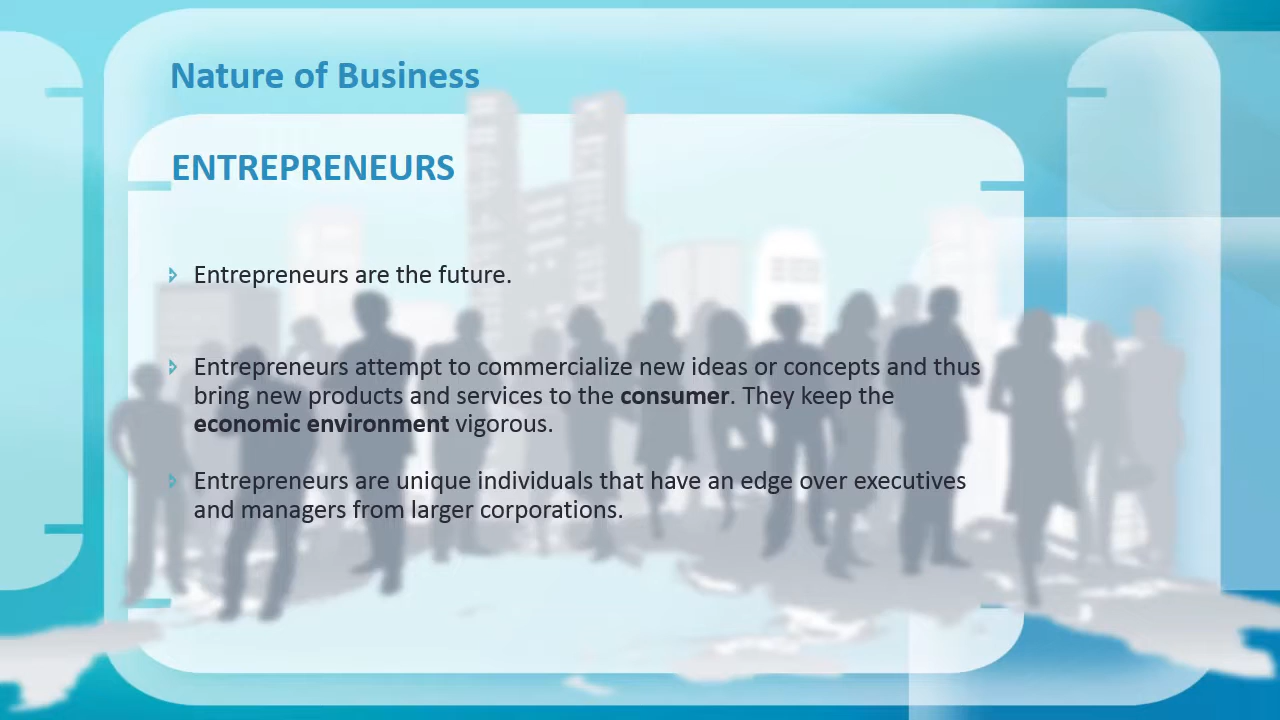 Nature of Business
ENTREPRENEURS
Entrepreneurs are the future.
Entrepreneurs attempt to commercialize new ideas or concepts and thus
bring new products and services to the consumer. They keep the
economic environment vigorous.
Entrepreneurs are unique individuals that have an edge over executives
and managers from larger corporations.